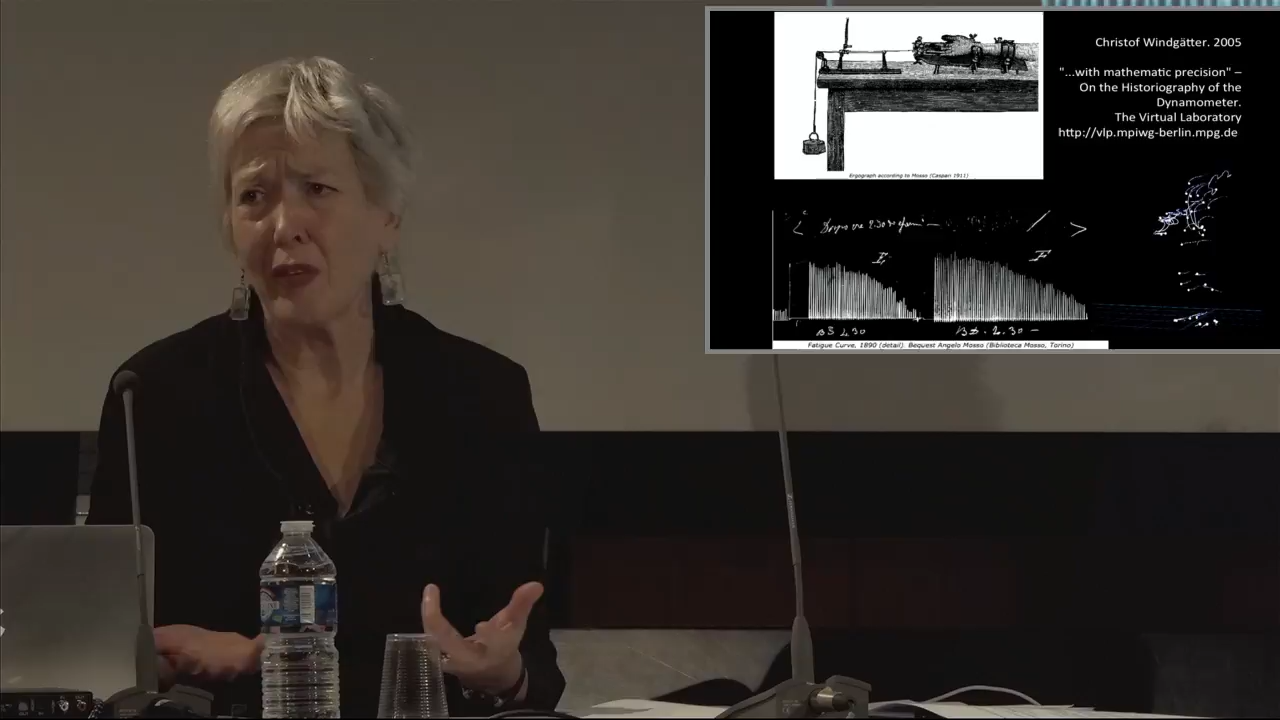 Christof Windgätter. 2005
"...with mathematic precision" –
On the Historiography of the
Dynamometer.
The Virtual Laboratory
http://vlp.mpiwg-berlin.mpg.de
Ergograph according to Mosso (Caspari 1911)
E
F
Fatigue Curve, 1890 (detail). Bequest Angelo Mosso (Biblioteca Mosso, Torino)